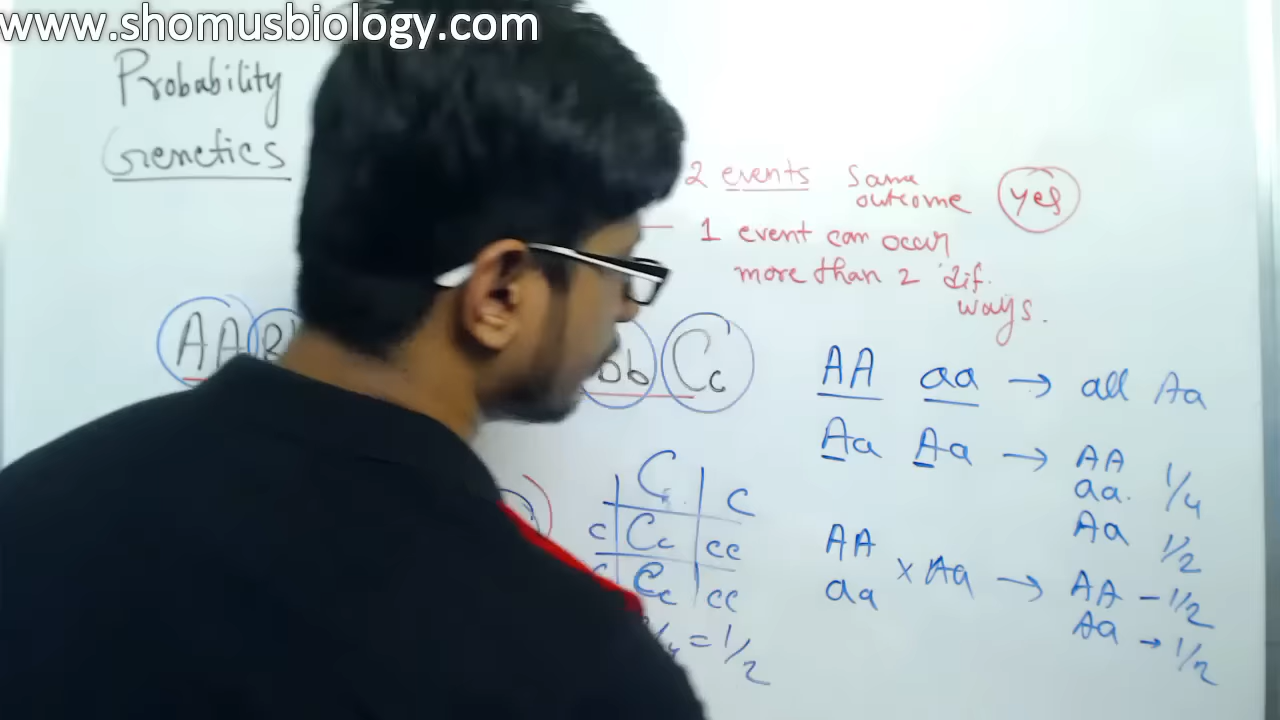 www.shomusbiology.com
Probability
Genetics
2 events same outcome yes
1 event can occur
more than 2 dif.
ways.
AA
bb Cc
AA aa → all Aa
Aa Aa → AA
aa. 1/4
Aa 1/2
C c
c Cc cc
c Cc cc
= 1/2
AA
aa × Aa → AA – 1/2
Aa → 1/2